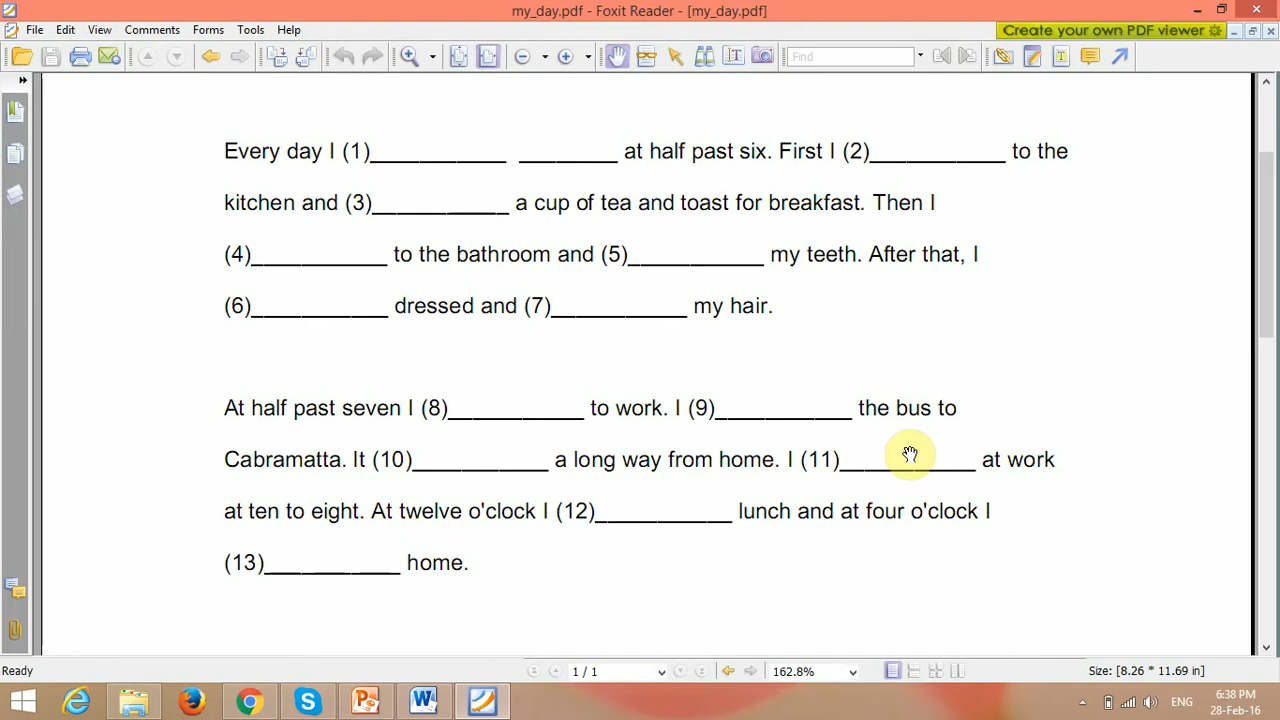 my_day.pdf - Foxit Reader - [my_day.pdf]
File Edit View Comments Forms Tools Help
Create your own PDF viewer
Find
Every day I (1)___________ ________ at half past six. First I (2)___________ to the
kitchen and (3)___________ a cup of tea and toast for breakfast. Then I
(4)___________ to the bathroom and (5)___________ my teeth. After that, I
(6)___________ dressed and (7)___________ my hair.
At half past seven I (8)___________ to work. I (9)___________ the bus to
Cabramatta. It (10)___________ a long way from home. I (11)___________ at work
at ten to eight. At twelve o'clock I (12)___________ lunch and at four o'clock I
(13)___________ home.
Ready
1 / 1
162.8%
Size: [8.26 * 11.69 in]
ENG
6:38 PM
28-Feb-16